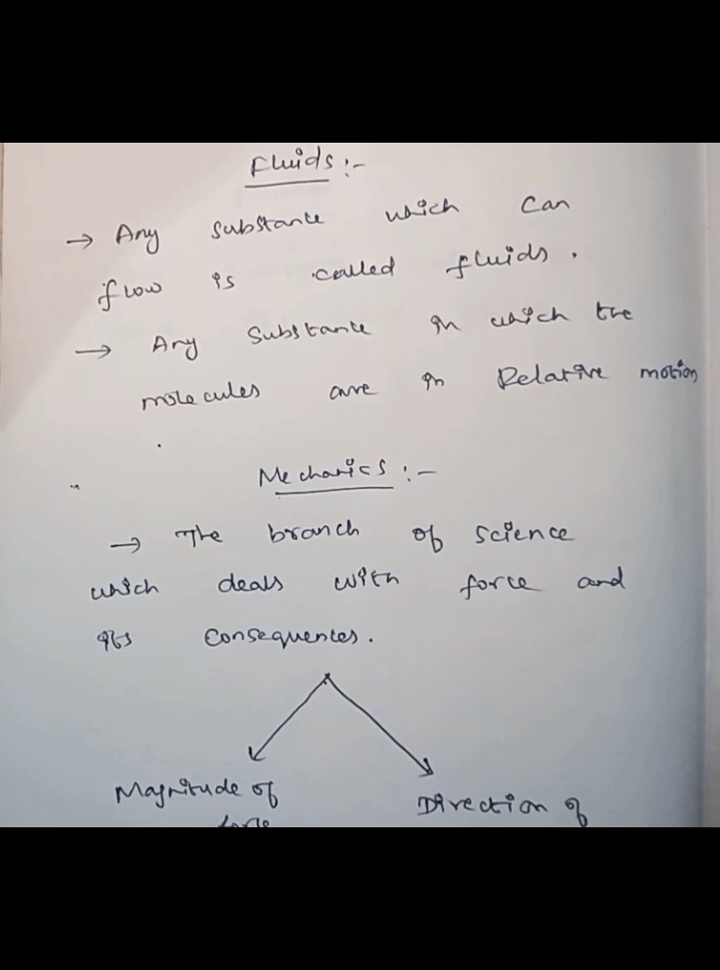 Fluids :-
→ Any substance which can
flow is called fluids.
→ Any substance in which the
molecules are in Relative motion
.
Mechanics :-
→ The branch of science
which deals with force and
its consequences.
Magnitude of Direction of
force